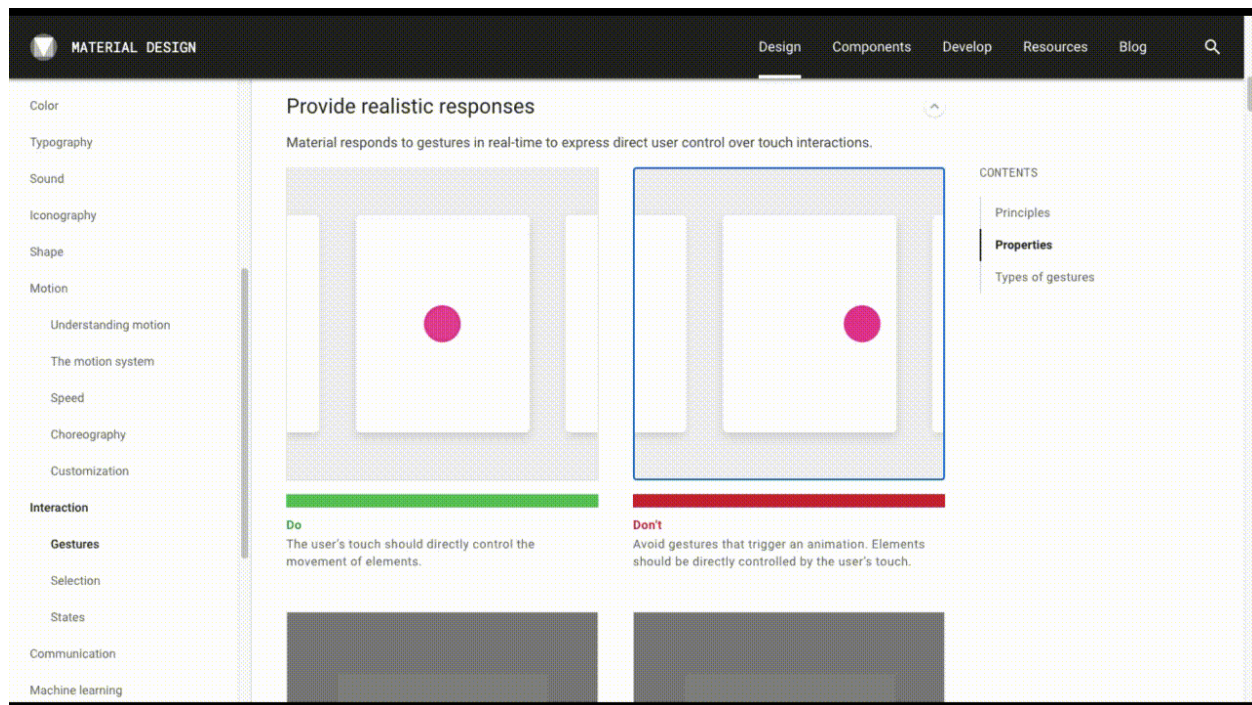 MATERIAL DESIGN
Design
Components
Develop
Resources
Blog
Color
Typography
Sound
Iconography
Shape
Motion
Understanding motion
The motion system
Speed
Choreography
Customization
Interaction
Gestures
Selection
States
Communication
Machine learning
Provide realistic responses
Material responds to gestures in real-time to express direct user control over touch interactions.
Do
The user's touch should directly control the
movement of elements.
Don't
Avoid gestures that trigger an animation. Elements
should be directly controlled by the user's touch.
CONTENTS
Principles
Properties
Types of gestures